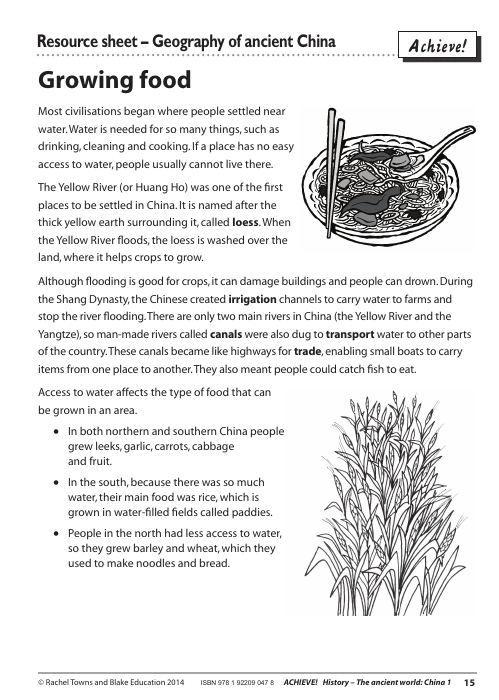 Resource sheet – Geography of ancient China
Achieve!
Growing food
Most civilisations began where people settled near
water. Water is needed for so many things, such as
drinking, cleaning and cooking. If a place has no easy
access to water, people usually cannot live there.
The Yellow River (or Huang Ho) was one of the first
places to be settled in China. It is named after the
thick yellow earth surrounding it, called loess. When
the Yellow River floods, the loess is washed over the
land, where it helps crops to grow.
Although flooding is good for crops, it can damage buildings and people can drown. During
the Shang Dynasty, the Chinese created irrigation channels to carry water to farms and
stop the river flooding. There are only two main rivers in China (the Yellow River and the
Yangtze), so man-made rivers called canals were also dug to transport water to other parts
of the country. These canals became like highways for trade, enabling small boats to carry
items from one place to another. They also meant people could catch fish to eat.
Access to water affects the type of food that can
be grown in an area.
• In both northern and southern China people
grew leeks, garlic, carrots, cabbage
and fruit.
• In the south, because there was so much
water, their main food was rice, which is
grown in water-filled fields called paddies.
• People in the north had less access to water,
so they grew barley and wheat, which they
used to make noodles and bread.
© Rachel Towns and Blake Education 2014 ISBN 978 1 92209 047 8 ACHIEVE! History – The ancient world: China 1 15